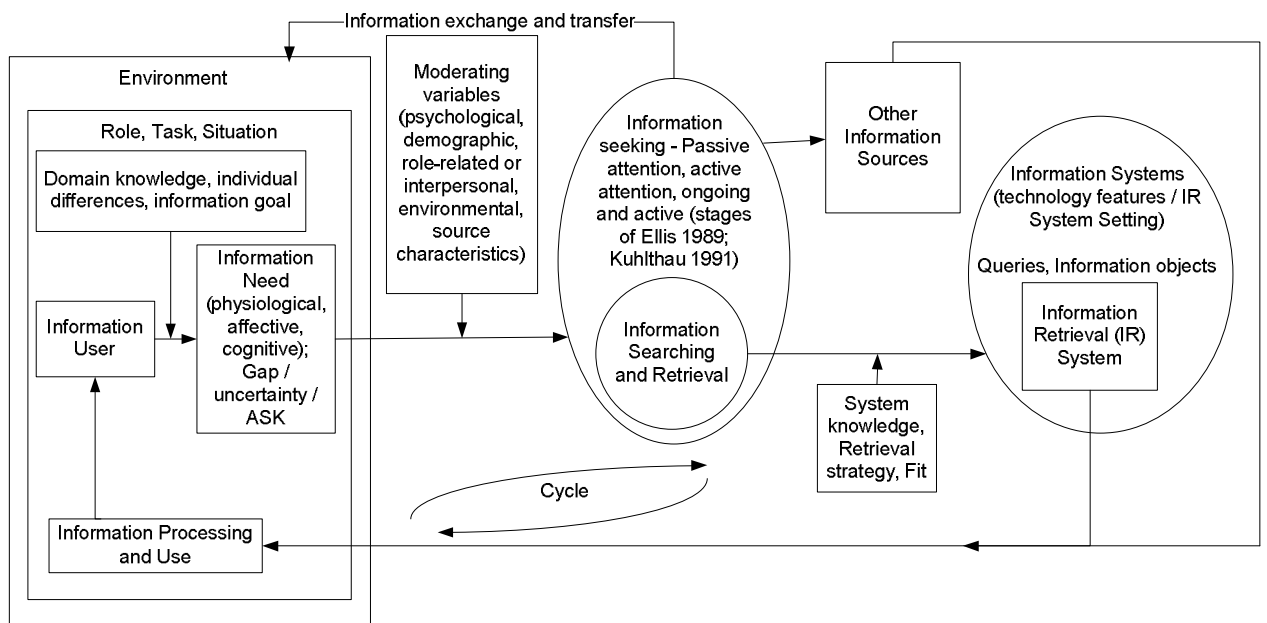 Information exchange and transfer
Environment
Role, Task, Situation
Domain knowledge, individual
differences, information goal
Information
User
Information
Need
(physiological,
affective,
cognitive);
Gap /
uncertainty /
ASK
Information Processing
and Use
Moderating
variables
(psychological,
demographic,
role-related or
interpersonal,
environmental,
source
characteristics)
Information
seeking - Passive
attention, active
attention, ongoing
and active (stages
of Ellis 1989;
Kuhlthau 1991)
Information
Searching
and Retrieval
Cycle
Other
Information
Sources
System
knowledge,
Retrieval
strategy, Fit
Information Systems
(technology features / IR
System Setting)
Queries, Information objects
Information
Retrieval (IR)
System